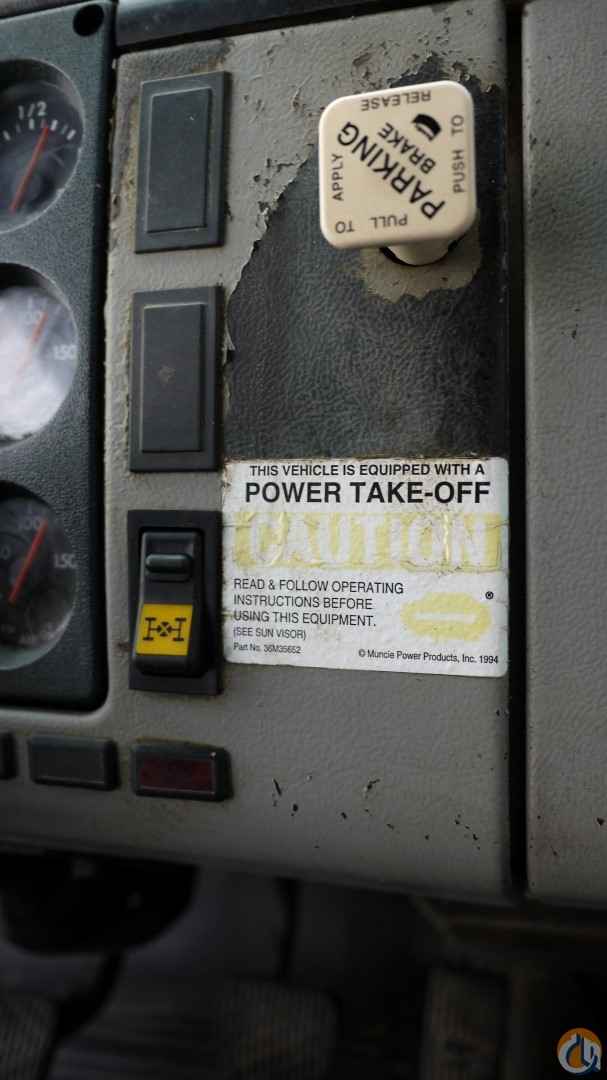 1/2
PARKING
BRAKE
PULL TO APPLY
PUSH TO RELEASE
150
150
THIS VEHICLE IS EQUIPPED WITH A
POWER TAKE-OFF
CAUTION
READ & FOLLOW OPERATING
INSTRUCTIONS BEFORE
USING THIS EQUIPMENT.
(SEE SUN VISOR)
Part No. 36M35652
®
© Muncie Power Products, Inc. 1994